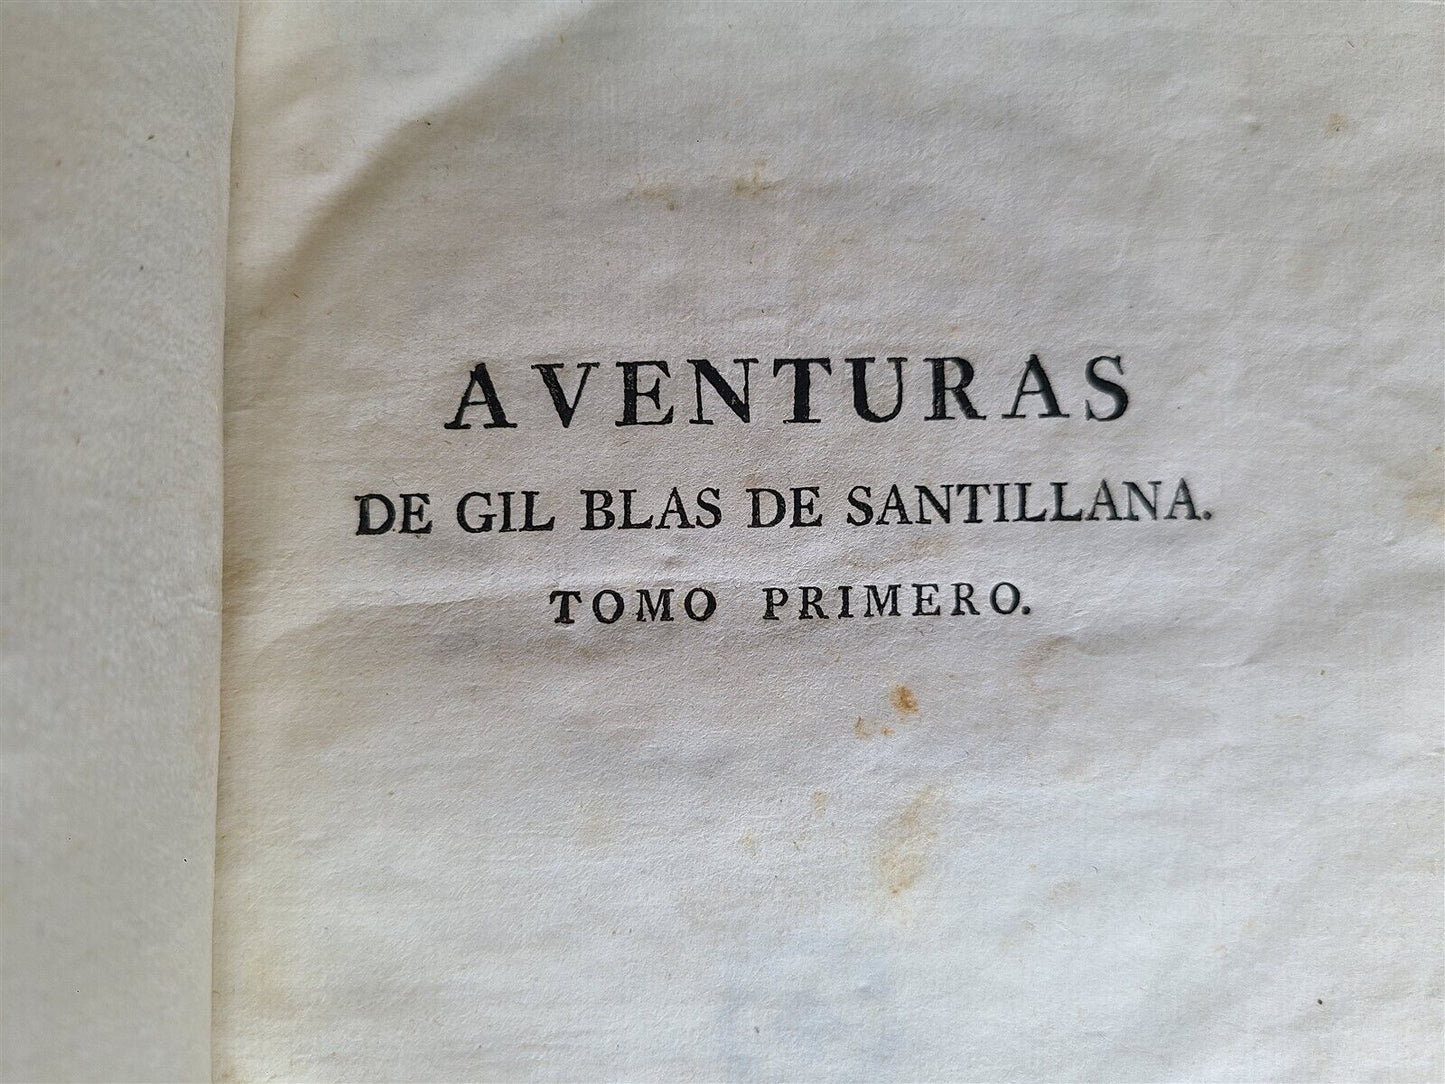 AVENTURAS
DE GIL BLAS DE SANTILLANA.
TOMO PRIMERO.